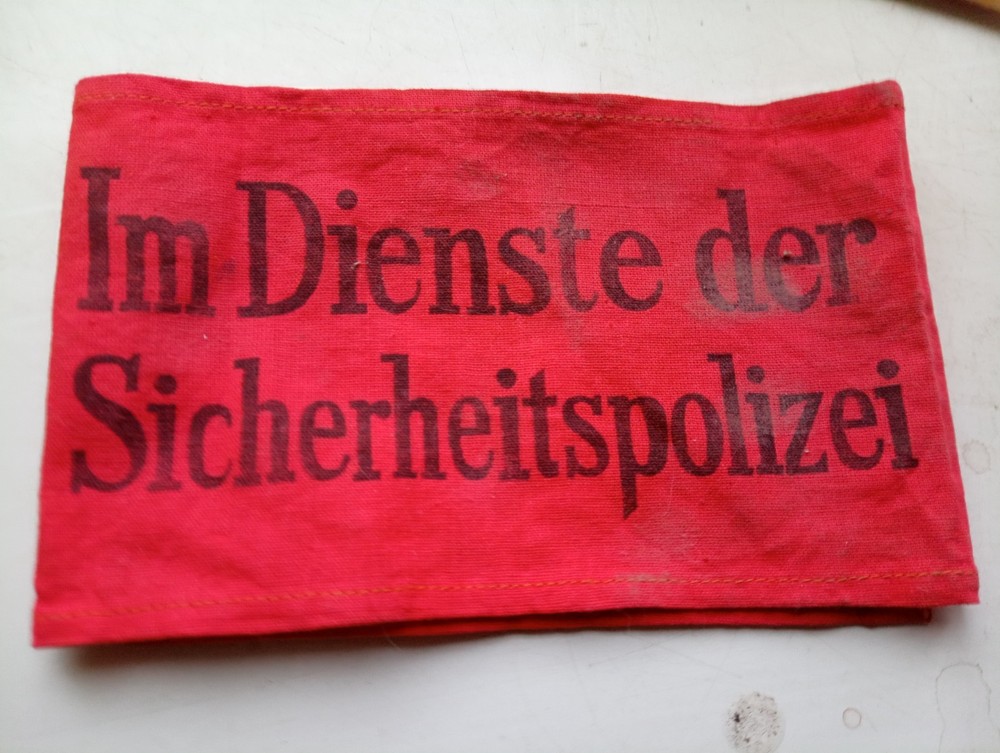 Im Dienste der
Sicherheitspolizei